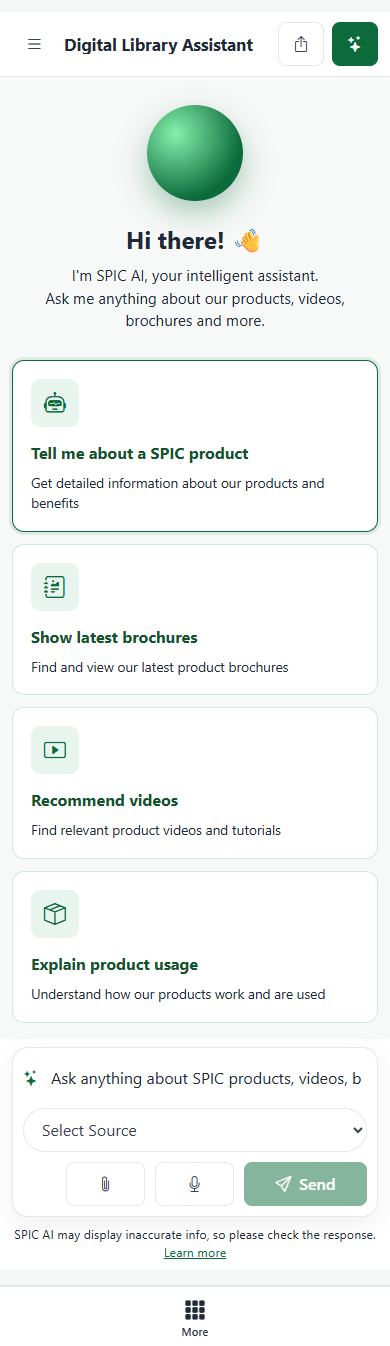 Digital Library Assistant
Hi there! 👋
I'm SPIC AI, your intelligent assistant.
Ask me anything about our products, videos,
brochures and more.
Tell me about a SPIC product
Get detailed information about our products and
benefits
Show latest brochures
Find and view our latest product brochures
Recommend videos
Find relevant product videos and tutorials
Explain product usage
Understand how our products work and are used
Ask anything about SPIC products, videos, b
Select Source
Send
SPIC AI may display inaccurate info, so please check the response.
Learn more
More